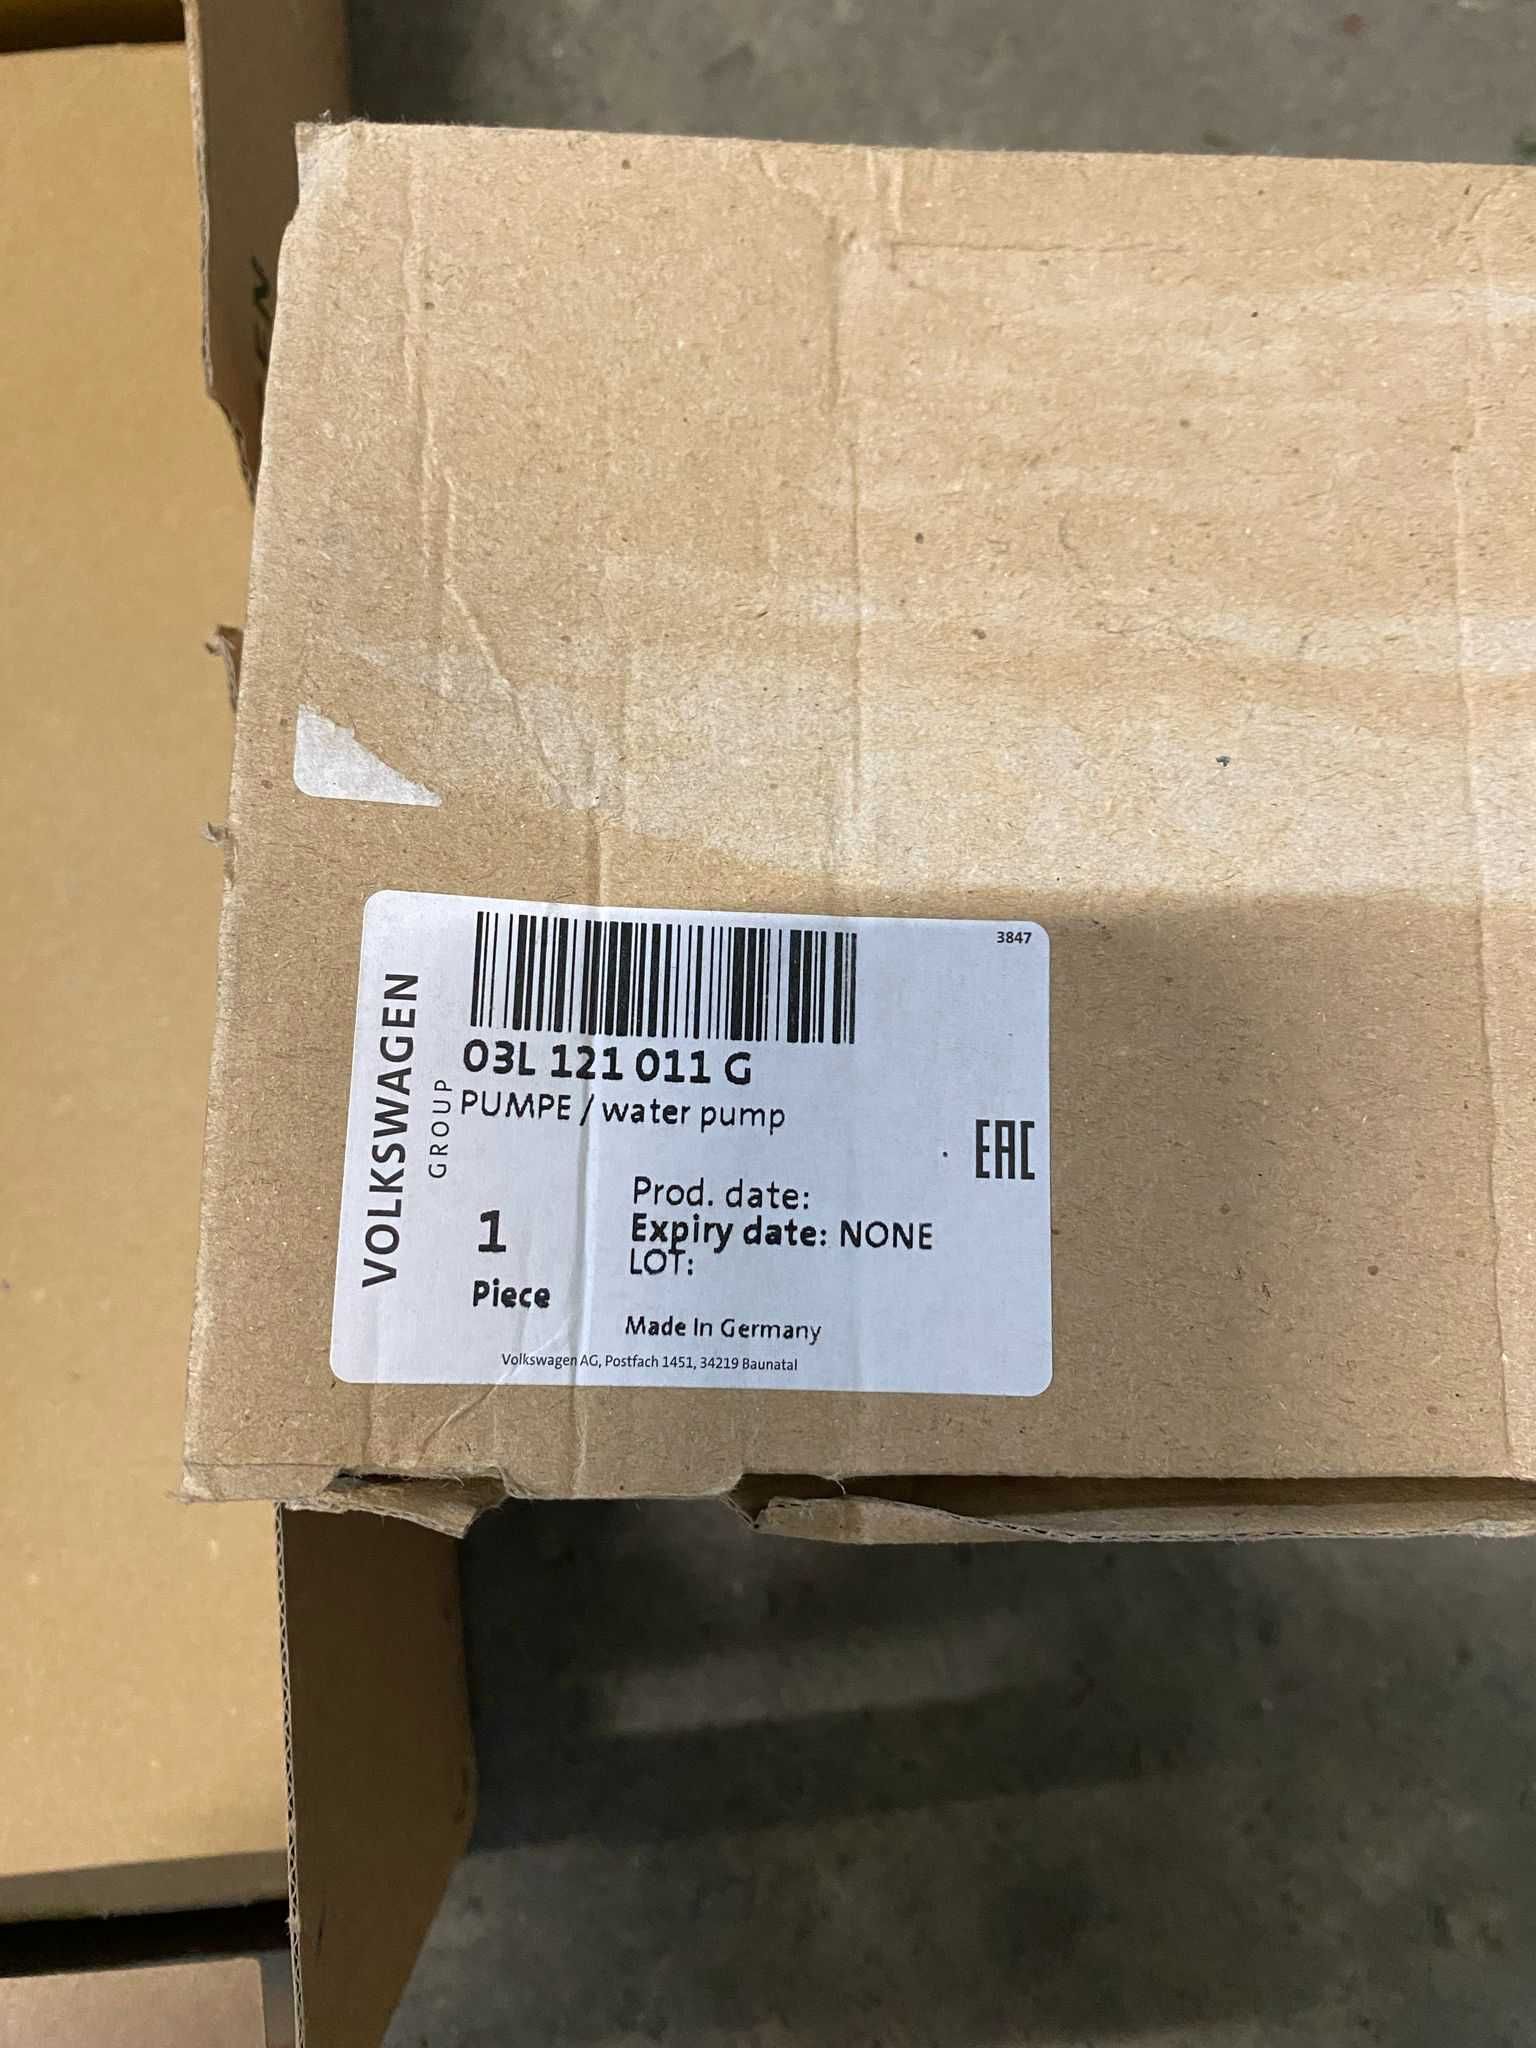 3847
03L 121 011 G
PUMPE / water pump
VOLKSWAGEN
GROUP
EAC
1
Piece
Prod. date:
Expiry date: NONE
LOT:
Made In Germany
Volkswagen AG, Postfach 1451, 34219 Baunatal